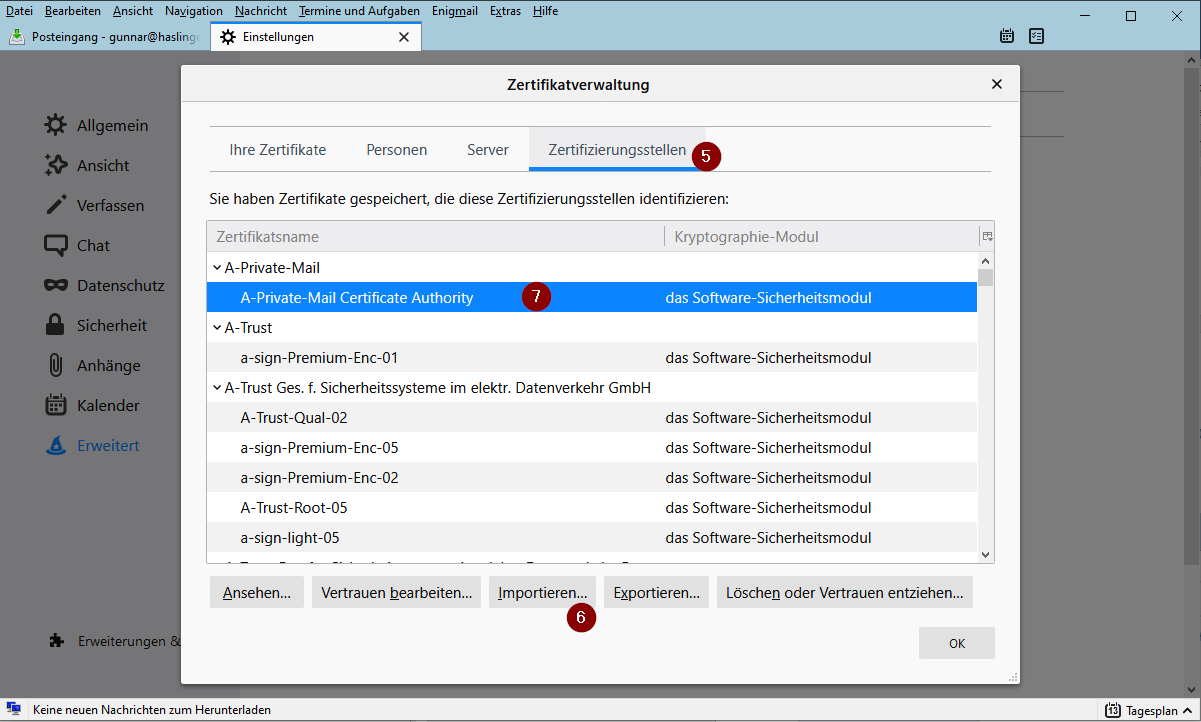 Datei Bearbeiten Ansicht Navigation Nachricht Termine und Aufgaben Enigmail Extras Hilfe
Posteingang - gunnar@hasling
Einstellungen
Zertifikatverwaltung
Allgemein
Ansicht
Verfassen
Chat
Datenschutz
Sicherheit
Anhänge
Kalender
Erweitert
Erweiterungen &
Ihre Zertifikate Personen Server Zertifizierungsstellen 5
Sie haben Zertifikate gespeichert, die diese Zertifizierungsstellen identifizieren:
Zertifikatsname Kryptographie-Modul
A-Private-Mail
A-Private-Mail Certificate Authority 7 das Software-Sicherheitsmodul
A-Trust
a-sign-Premium-Enc-01 das Software-Sicherheitsmodul
A-Trust Ges. f. Sicherheitssysteme im elektr. Datenverkehr GmbH
A-Trust-Qual-02 das Software-Sicherheitsmodul
a-sign-Premium-Enc-05 das Software-Sicherheitsmodul
a-sign-Premium-Enc-02 das Software-Sicherheitsmodul
A-Trust-Root-05 das Software-Sicherheitsmodul
a-sign-light-05 das Software-Sicherheitsmodul
Ansehen... Vertrauen bearbeiten... Importieren... Exportieren... Löschen oder Vertrauen entziehen...
6
OK
Keine neuen Nachrichten zum Herunterladen
13 Tagesplan